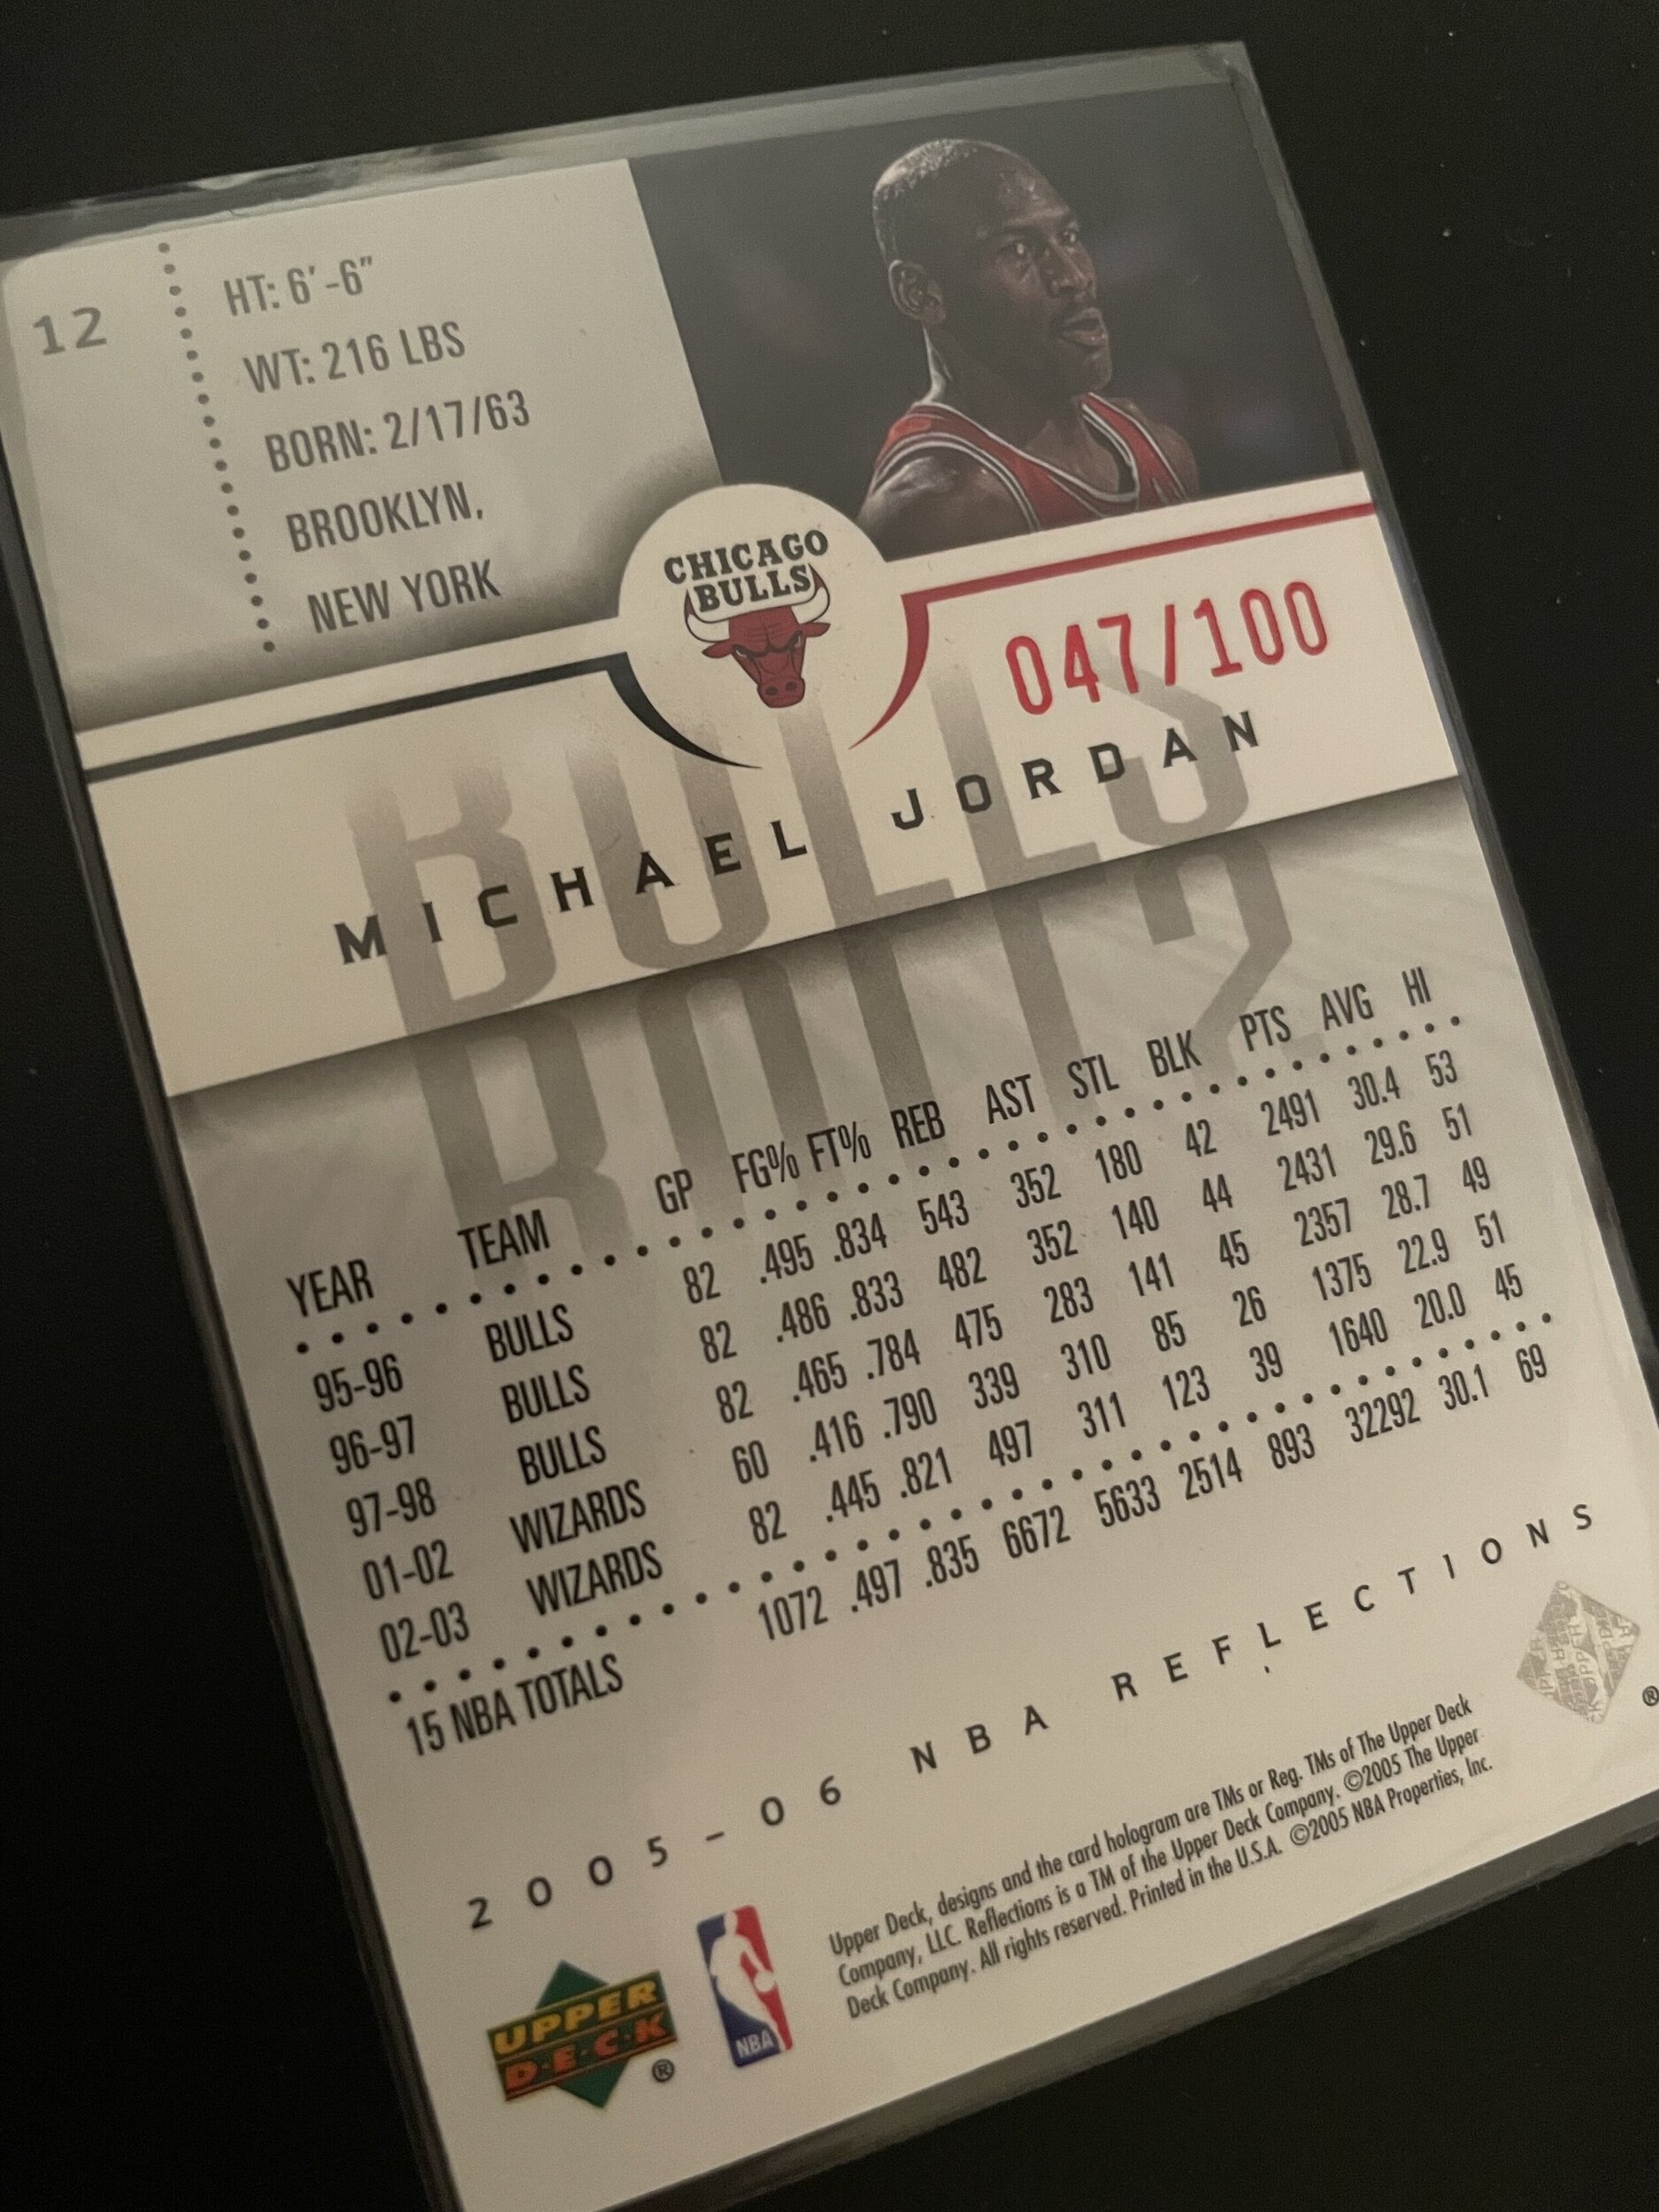 12
HT: 6'-6"
WT: 216 LBS
BORN: 2/17/63
BROOKLYN,
NEW YORK
CHICAGO
BULLS
047/100
BULLS
MICHAEL JORDAN
YEAR TEAM GP FG% FT% REB AST STL BLK PTS AVG HI
95-96 BULLS 82 .495 .834 543 352 180 42 2491 30.4 53
96-97 BULLS 82 .486 .833 482 352 140 44 2431 29.6 51
97-98 BULLS 82 .465 .784 475 283 141 45 2357 28.7 49
01-02 WIZARDS 60 .416 .790 339 310 85 26 1375 22.9 51
02-03 WIZARDS 82 .445 .821 497 311 123 39 1640 20.0 45
15 NBA TOTALS 1072 .497 .835 6672 5633 2514 893 32292 30.1 69
2005-06 NBA REFLECTIONS
UPPER
D·E·C·K
®
NBA
Upper Deck, designs and the card hologram are TMs or Reg. TMs of The Upper Deck
Company, LLC. Reflections is a TM of the Upper Deck Company. ©2005 The Upper
Deck Company. All rights reserved. Printed in the U.S.A. ©2005 NBA Properties, Inc.
®